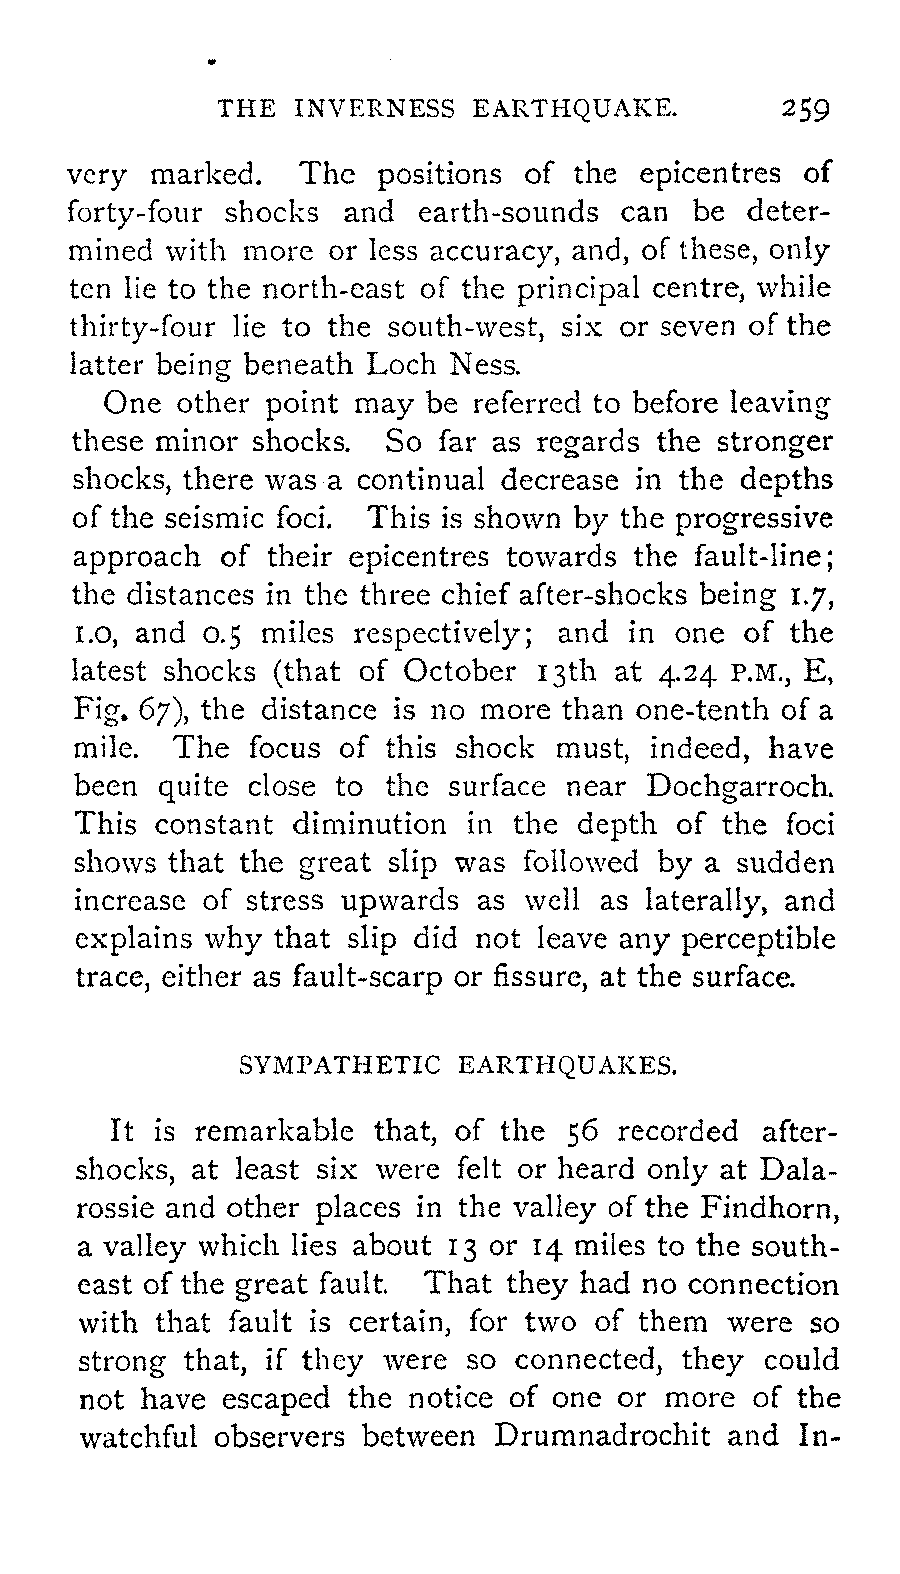 THE INVERNESS EARTHQUAKE. 259
very marked. The positions of the epicentres of
forty-four shocks and earth-sounds can be deter-
mined with more or less accuracy, and, of these, only
ten lie to the north-east of the principal centre, while
thirty-four lie to the south-west, six or seven of the
latter being beneath Loch Ness.
One other point may be referred to before leaving
these minor shocks. So far as regards the stronger
shocks, there was a continual decrease in the depths
of the seismic foci. This is shown by the progressive
approach of their epicentres towards the fault-line;
the distances in the three chief after-shocks being 1.7,
1.0, and 0.5 miles respectively; and in one of the
latest shocks (that of October 13th at 4.24 P.M., E,
Fig. 67), the distance is no more than one-tenth of a
mile. The focus of this shock must, indeed, have
been quite close to the surface near Dochgarroch.
This constant diminution in the depth of the foci
shows that the great slip was followed by a sudden
increase of stress upwards as well as laterally, and
explains why that slip did not leave any perceptible
trace, either as fault-scarp or fissure, at the surface.
SYMPATHETIC EARTHQUAKES.
It is remarkable that, of the 56 recorded after-
shocks, at least six were felt or heard only at Dala-
rossie and other places in the valley of the Findhorn,
a valley which lies about 13 or 14 miles to the south-
east of the great fault. That they had no connection
with that fault is certain, for two of them were so
strong that, if they were so connected, they could
not have escaped the notice of one or more of the
watchful observers between Drumnadrochit and In-